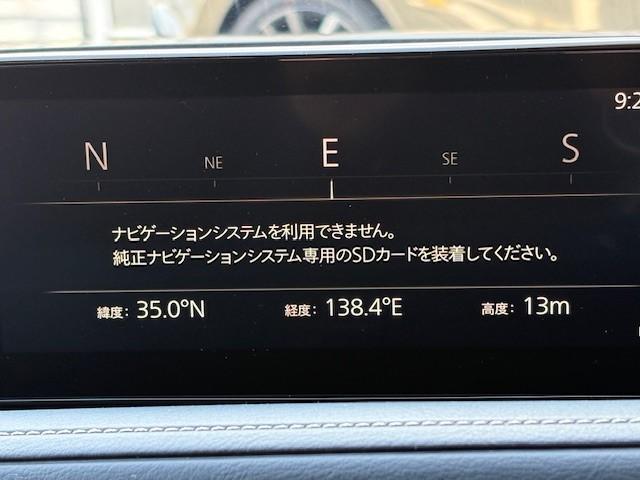 9:2
N NE E SE S
ナビゲーションシステムを利用できません。
純正ナビゲーションシステム専用のSDカードを装着してください。
緯度: 35.0°N 経度: 138.4°E 高度: 13m